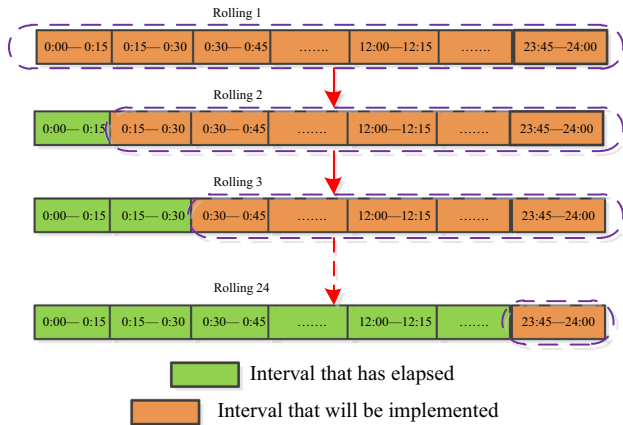 Rolling 1
0:00— 0:15 0:15— 0:30 0:30— 0:45 ……. 12:00—12:15 ……. 23:45—24:00
Rolling 2
0:00— 0:15 0:15— 0:30 0:30— 0:45 ……. 12:00—12:15 ……. 23:45—24:00
Rolling 3
0:00— 0:15 0:15— 0:30 0:30— 0:45 ……. 12:00—12:15 ……. 23:45—24:00
Rolling 24
0:00— 0:15 0:15— 0:30 0:30— 0:45 ……. 12:00—12:15 ……. 23:45—24:00
Interval that has elapsed
Interval that will be implemented